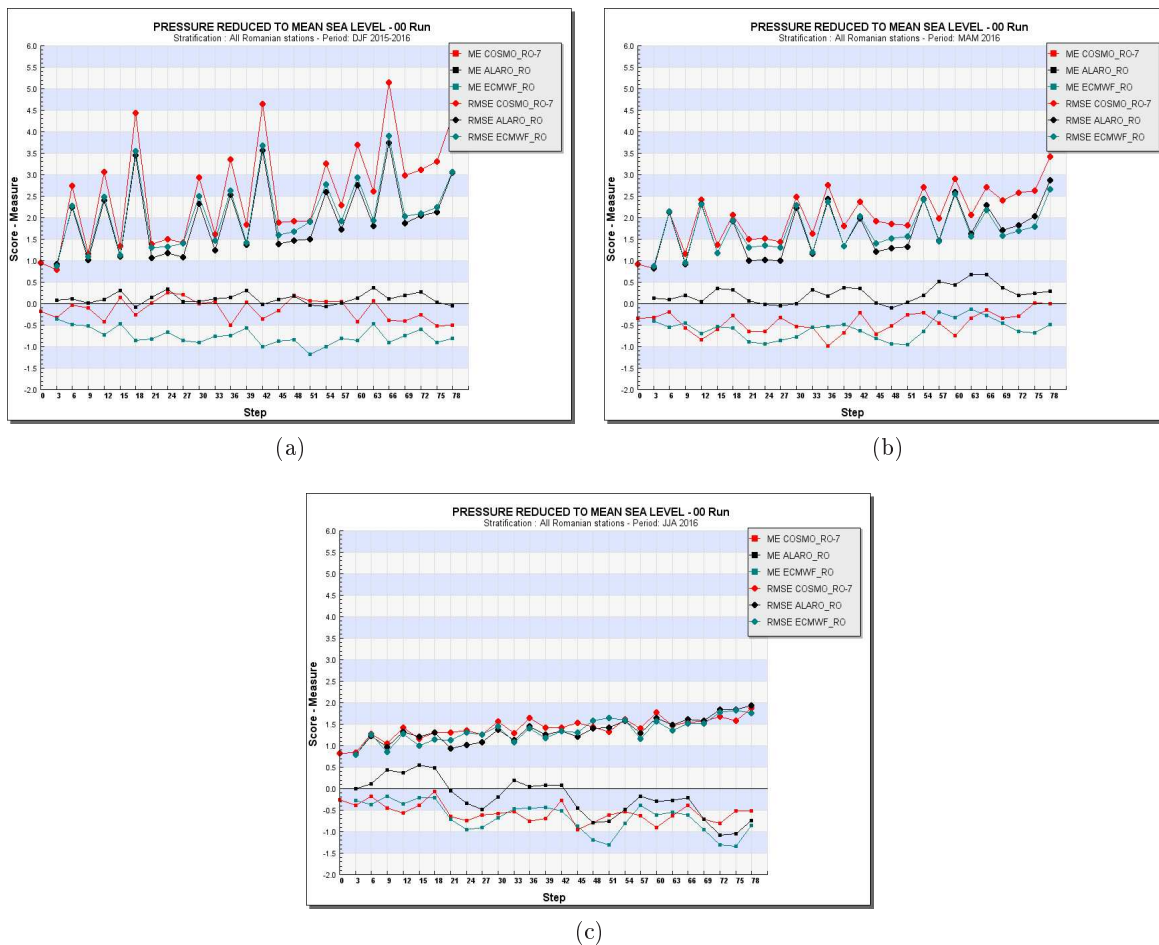 PRESSURE REDUCED TO MEAN SEA LEVEL - 00 Run
Stratification : All Romanian stations - Period: DJF 2015-2016
6.0
5.5
5.0
4.5
4.0
3.5
3.0
2.5
2.0
1.5
1.0
0.5
0.0
-0.5
-1.0
-1.5
-2.0
Score - Measure
0 3 6 9 12 15 18 21 24 27 30 33 36 39 42 45 48 51 54 57 60 63 66 69 72 75 78
Step
ME COSMO_RO-7
ME ALARO_RO
ME ECMWF_RO
RMSE COSMO_RO-7
RMSE ALARO_RO
RMSE ECMWF_RO
(a)
PRESSURE REDUCED TO MEAN SEA LEVEL - 00 Run
Stratification : All Romanian stations - Period: MAM 2016
6.0
5.5
5.0
4.5
4.0
3.5
3.0
2.5
2.0
1.5
1.0
0.5
0.0
-0.5
-1.0
-1.5
-2.0
Score - Measure
0 3 6 9 12 15 18 21 24 27 30 33 36 39 42 45 48 51 54 57 60 63 66 69 72 75 78
Step
ME COSMO_RO-7
ME ALARO_RO
ME ECMWF_RO
RMSE COSMO_RO-7
RMSE ALARO_RO
RMSE ECMWF_RO
(b)
PRESSURE REDUCED TO MEAN SEA LEVEL - 00 Run
Stratification : All Romanian stations - Period: JJA 2016
6.0
5.5
5.0
4.5
4.0
3.5
3.0
2.5
2.0
1.5
1.0
0.5
0.0
-0.5
-1.0
-1.5
-2.0
Score - Measure
0 3 6 9 12 15 18 21 24 27 30 33 36 39 42 45 48 51 54 57 60 63 66 69 72 75 78
Step
ME COSMO_RO-7
ME ALARO_RO
ME ECMWF_RO
RMSE COSMO_RO-7
RMSE ALARO_RO
RMSE ECMWF_RO
(c)